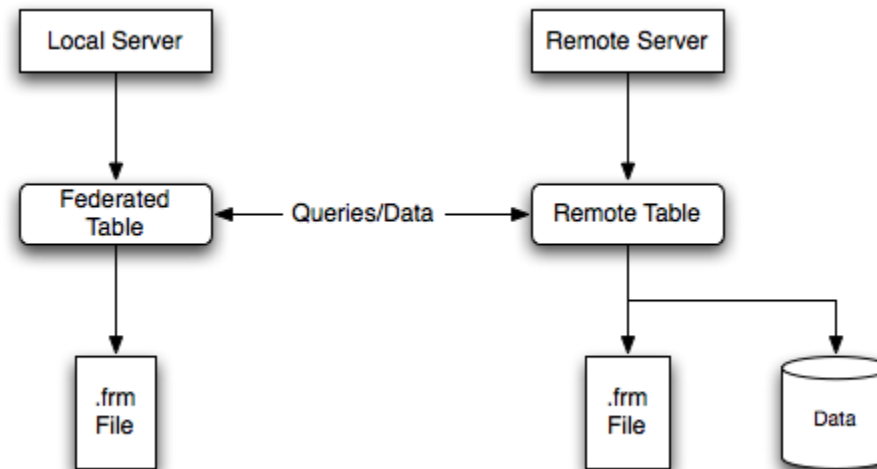 Local Server
Remote Server
Federated
Table
Queries/Data
Remote Table
.frm
File
.frm
File
Data